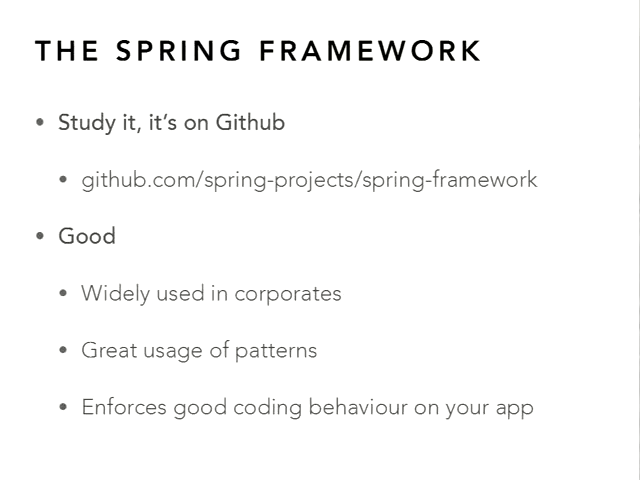 THE SPRING FRAMEWORK
• Study it, it's on Github
• github.com/spring-projects/spring-framework
• Good
• Widely used in corporates
• Great usage of patterns
• Enforces good coding behaviour on your app